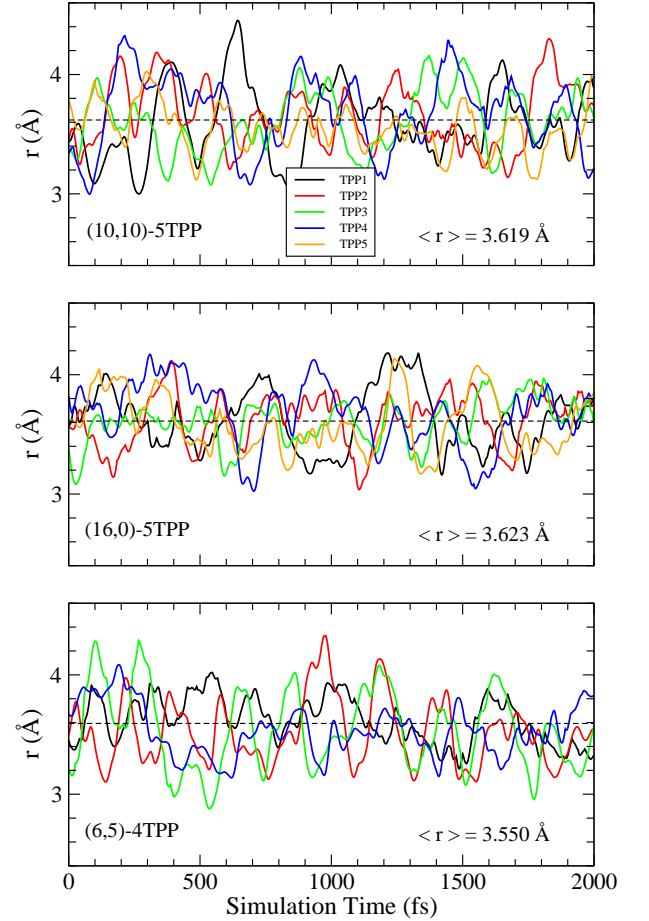 4
3
r (Å)
TPP1
TPP2
TPP3
TPP4
TPP5
(10,10)-5TPP
< r > = 3.619 Å
4
3
r (Å)
(16,0)-5TPP
< r > = 3.623 Å
4
3
r (Å)
(6,5)-4TPP
< r > = 3.550 Å
0 500 1000 1500 2000
Simulation Time (fs)